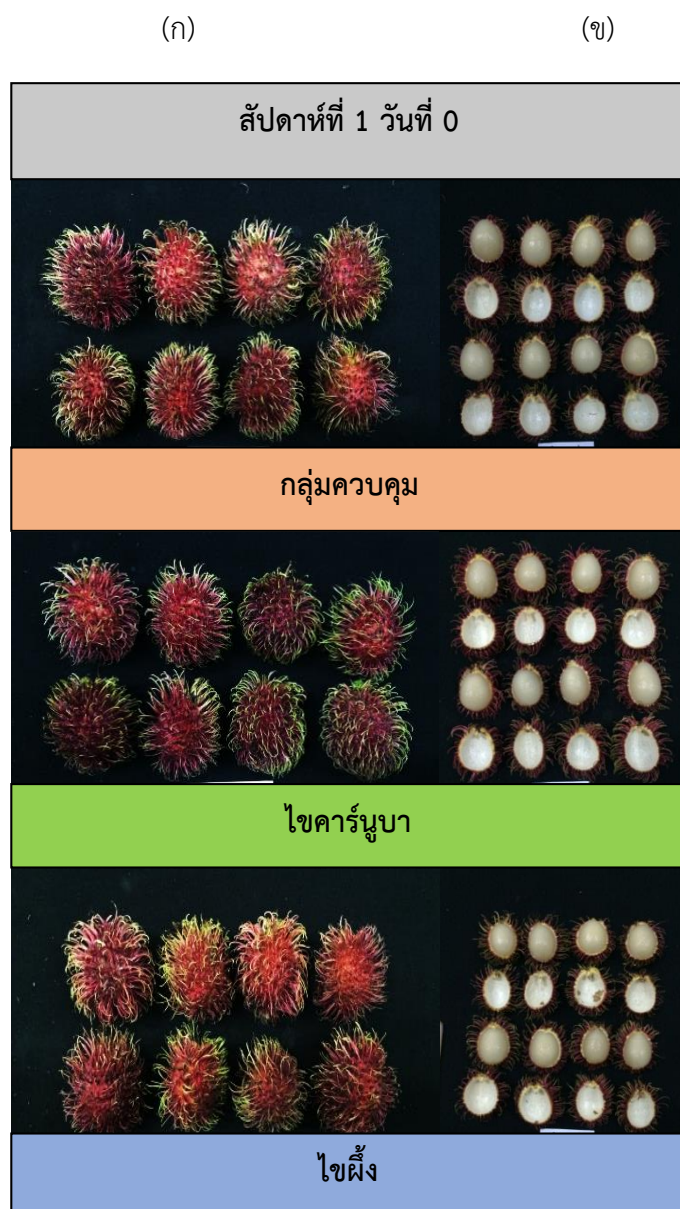 (ก) (ข)
สัปดาห์ที่ 1 วันที่ 0
กลุ่มควบคุม
ไขคาร์นูบา
ไขผึ้ง